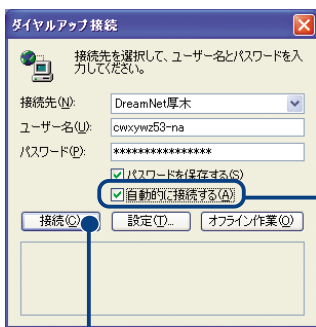 ダイヤルアップ接続
接続先を選択して、ユーザー名とパスワードを入
力してください。
接続先(N): DreamNet厚木
ユーザー名(U): cwxywz53-na
パスワード(P): ****************
パスワードを保存する(S)
自動的に接続する(A)
接続(C) 設定(T)... オフライン作業(O)